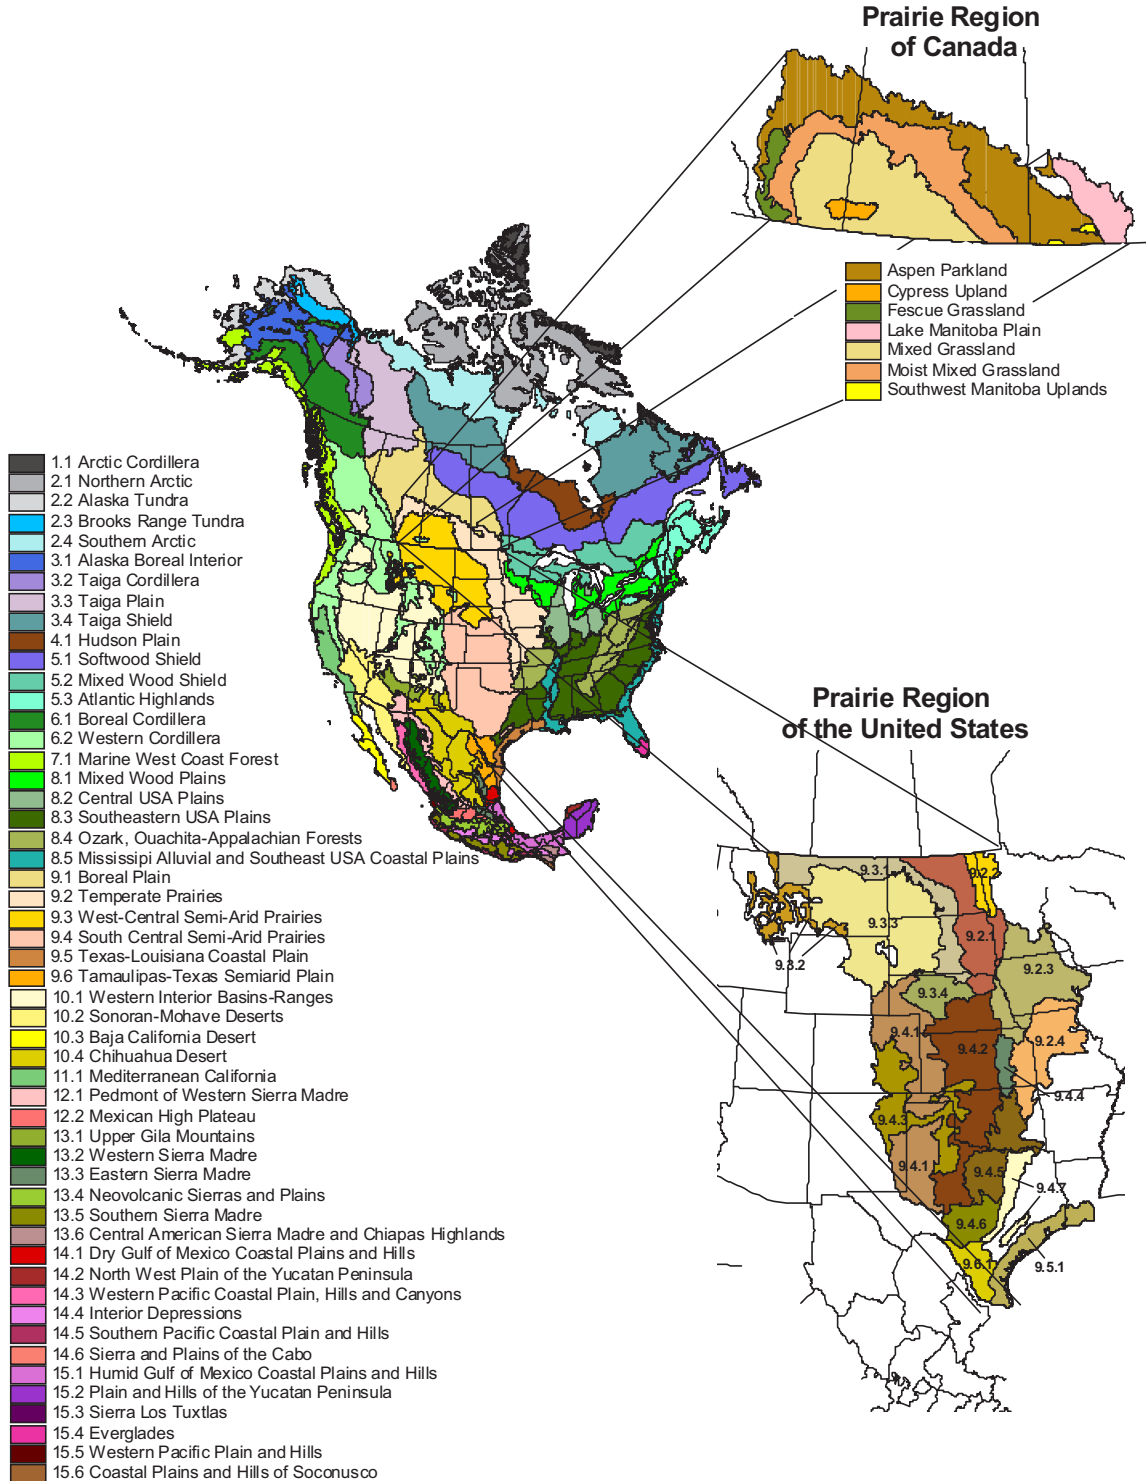 Prairie Region
of Canada
Aspen Parkland
Cypress Upland
Fescue Grassland
Lake Manitoba Plain
Mixed Grassland
Moist Mixed Grassland
Southwest Manitoba Uplands
1.1 Arctic Cordillera
2.1 Northern Arctic
2.2 Alaska Tundra
2.3 Brooks Range Tundra
2.4 Southern Arctic
3.1 Alaska Boreal Interior
3.2 Taiga Cordillera
3.3 Taiga Plain
3.4 Taiga Shield
4.1 Hudson Plain
5.1 Softwood Shield
5.2 Mixed Wood Shield
5.3 Atlantic Highlands
6.1 Boreal Cordillera
6.2 Western Cordillera
7.1 Marine West Coast Forest
8.1 Mixed Wood Plains
8.2 Central USA Plains
8.3 Southeastern USA Plains
8.4 Ozark, Ouachita-Appalachian Forests
8.5 Mississipi Alluvial and Southeast USA Coastal Plains
9.1 Boreal Plain
9.2 Temperate Prairies
9.3 West-Central Semi-Arid Prairies
9.4 South Central Semi-Arid Prairies
9.5 Texas-Louisiana Coastal Plain
9.6 Tamaulipas-Texas Semiarid Plain
10.1 Western Interior Basins-Ranges
10.2 Sonoran-Mohave Deserts
10.3 Baja California Desert
10.4 Chihuahua Desert
11.1 Mediterranean California
12.1 Pedmont of Western Sierra Madre
12.2 Mexican High Plateau
13.1 Upper Gila Mountains
13.2 Western Sierra Madre
13.3 Eastern Sierra Madre
13.4 Neovolcanic Sierras and Plains
13.5 Southern Sierra Madre
13.6 Central American Sierra Madre and Chiapas Highlands
14.1 Dry Gulf of Mexico Coastal Plains and Hills
14.2 North West Plain of the Yucatan Peninsula
14.3 Western Pacific Coastal Plain, Hills and Canyons
14.4 Interior Depressions
14.5 Southern Pacific Coastal Plain and Hills
14.6 Sierra and Plains of the Cabo
15.1 Humid Gulf of Mexico Coastal Plains and Hills
15.2 Plain and Hills of the Yucatan Peninsula
15.3 Sierra Los Tuxtlas
15.4 Everglades
15.5 Western Pacific Plain and Hills
15.6 Coastal Plains and Hills of Soconusco
Prairie Region
of the United States
9.3.1
9.2.2
9.3.3
9.2.1
9.3.2
9.2.3
9.3.4
9.4.1
9.4.2
9.2.4
9.4.4
9.4.3
9.4.1
9.4.5
9.4.7
9.4.6
9.6.1
9.5.1